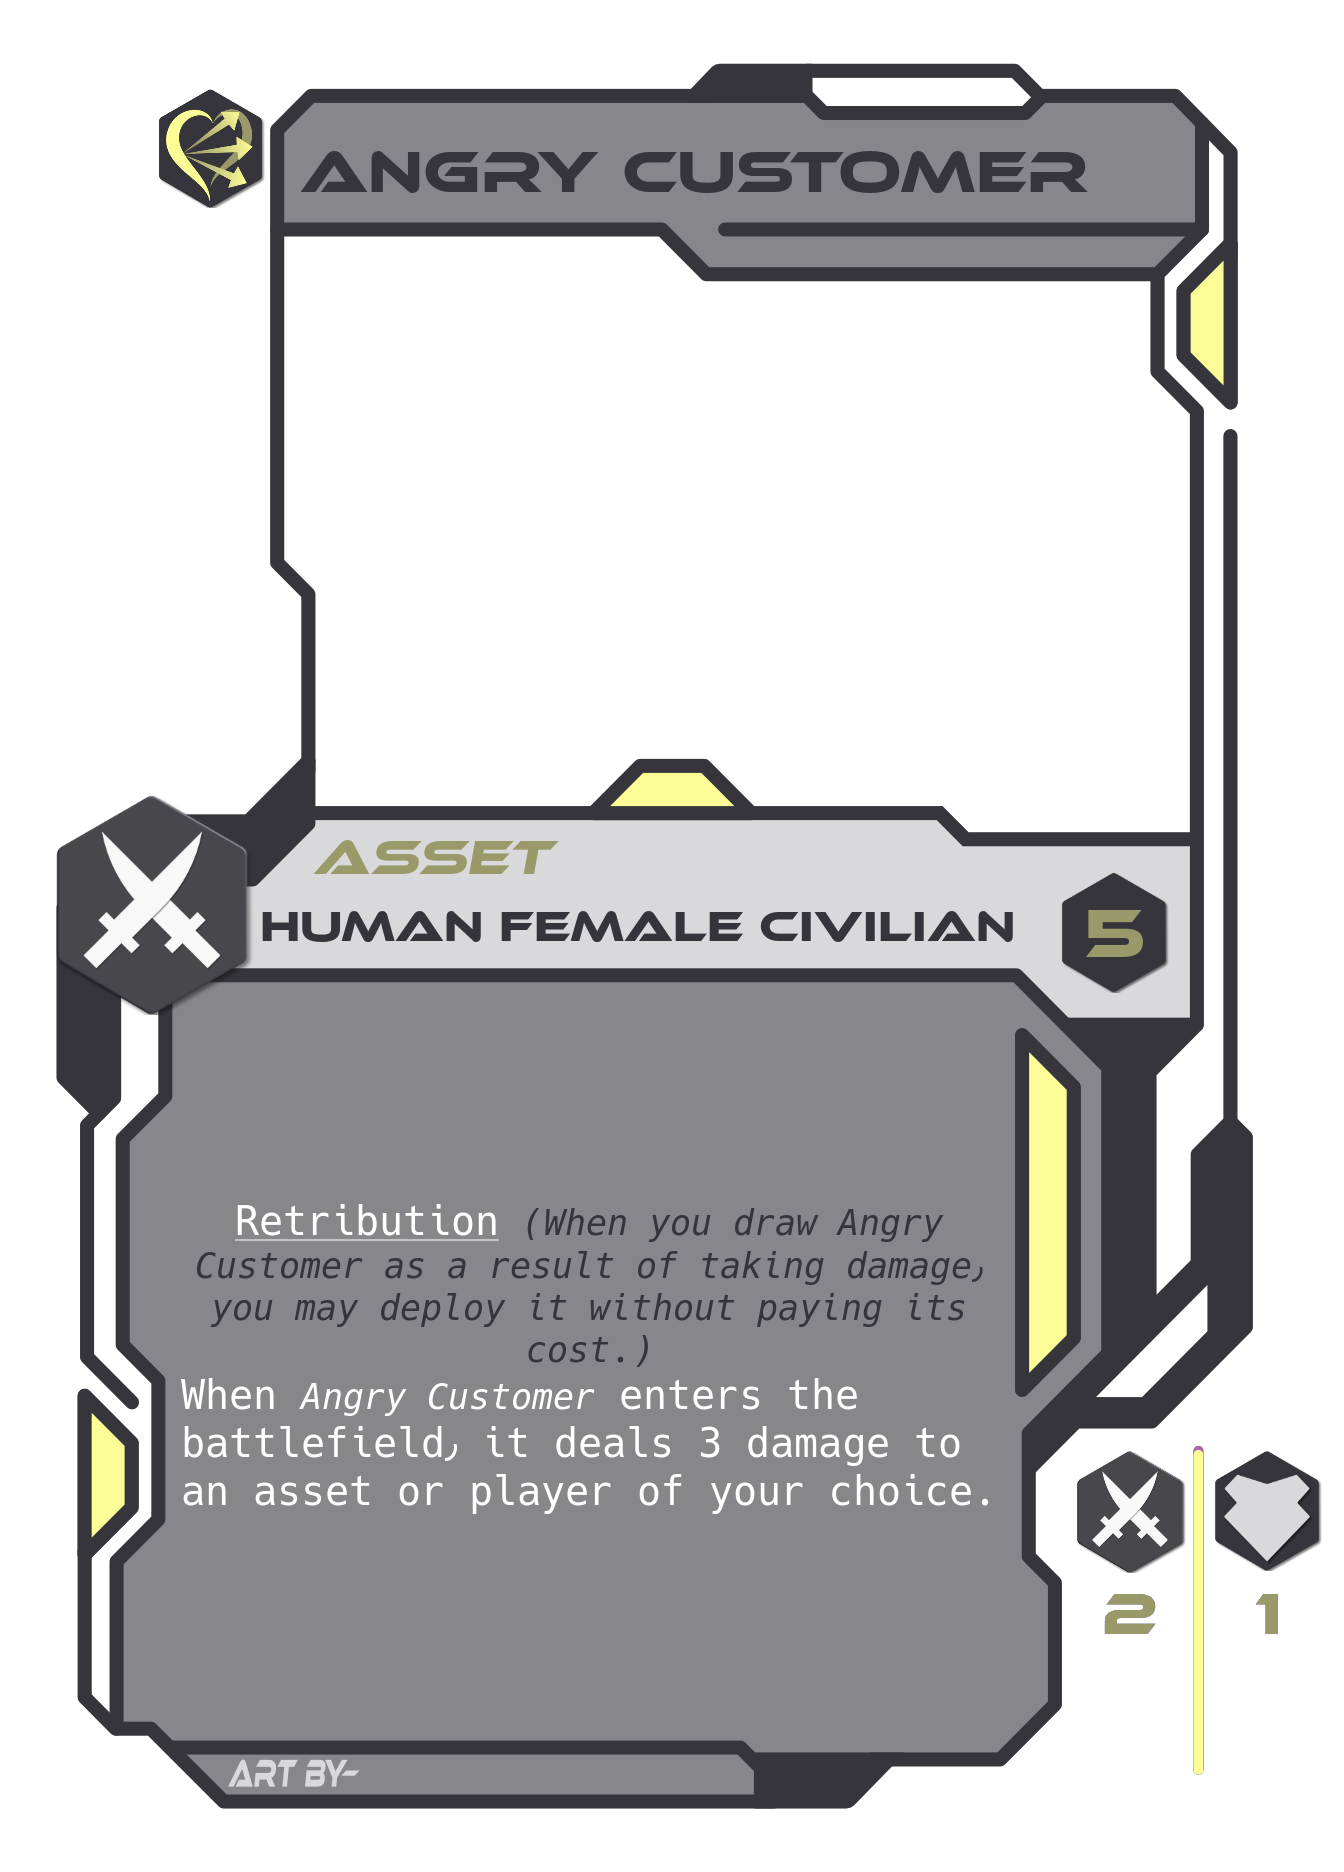 ANGRY CUSTOMER
ASSET
HUMAN FEMALE CIVILIAN
5
Retribution (When you draw Angry
Customer as a result of taking damage,
you may deploy it without paying its
cost.)
When Angry Customer enters the
battlefield, it deals 3 damage to
an asset or player of your choice.
2
1
ART BY-